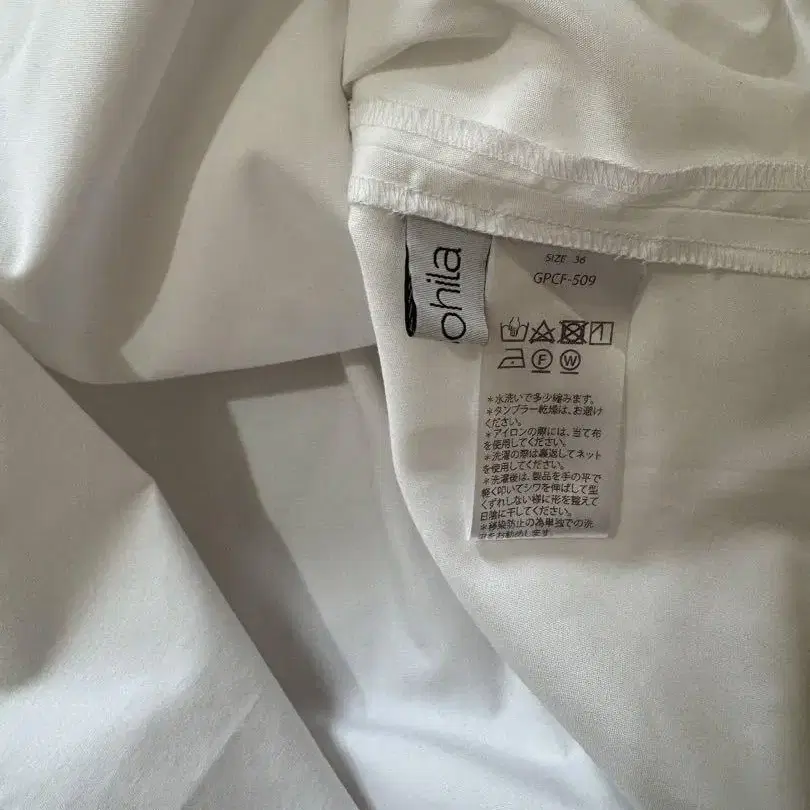 ohila
SIZE 36
GPCF-509
F W
＊水洗いで多少縮みます。
＊タンブラー乾燥は、お避け
ください。
＊アイロンの際には、当て布
を使用してください。
＊洗濯の際は裏返してネット
を使用してください。
＊洗濯後は、製品を手の平で
軽く叩いてシワを伸ばして型
くずれしない様に形を整えて
日陰に干してください。
＊移染防止の為単独での洗
をお勧めします